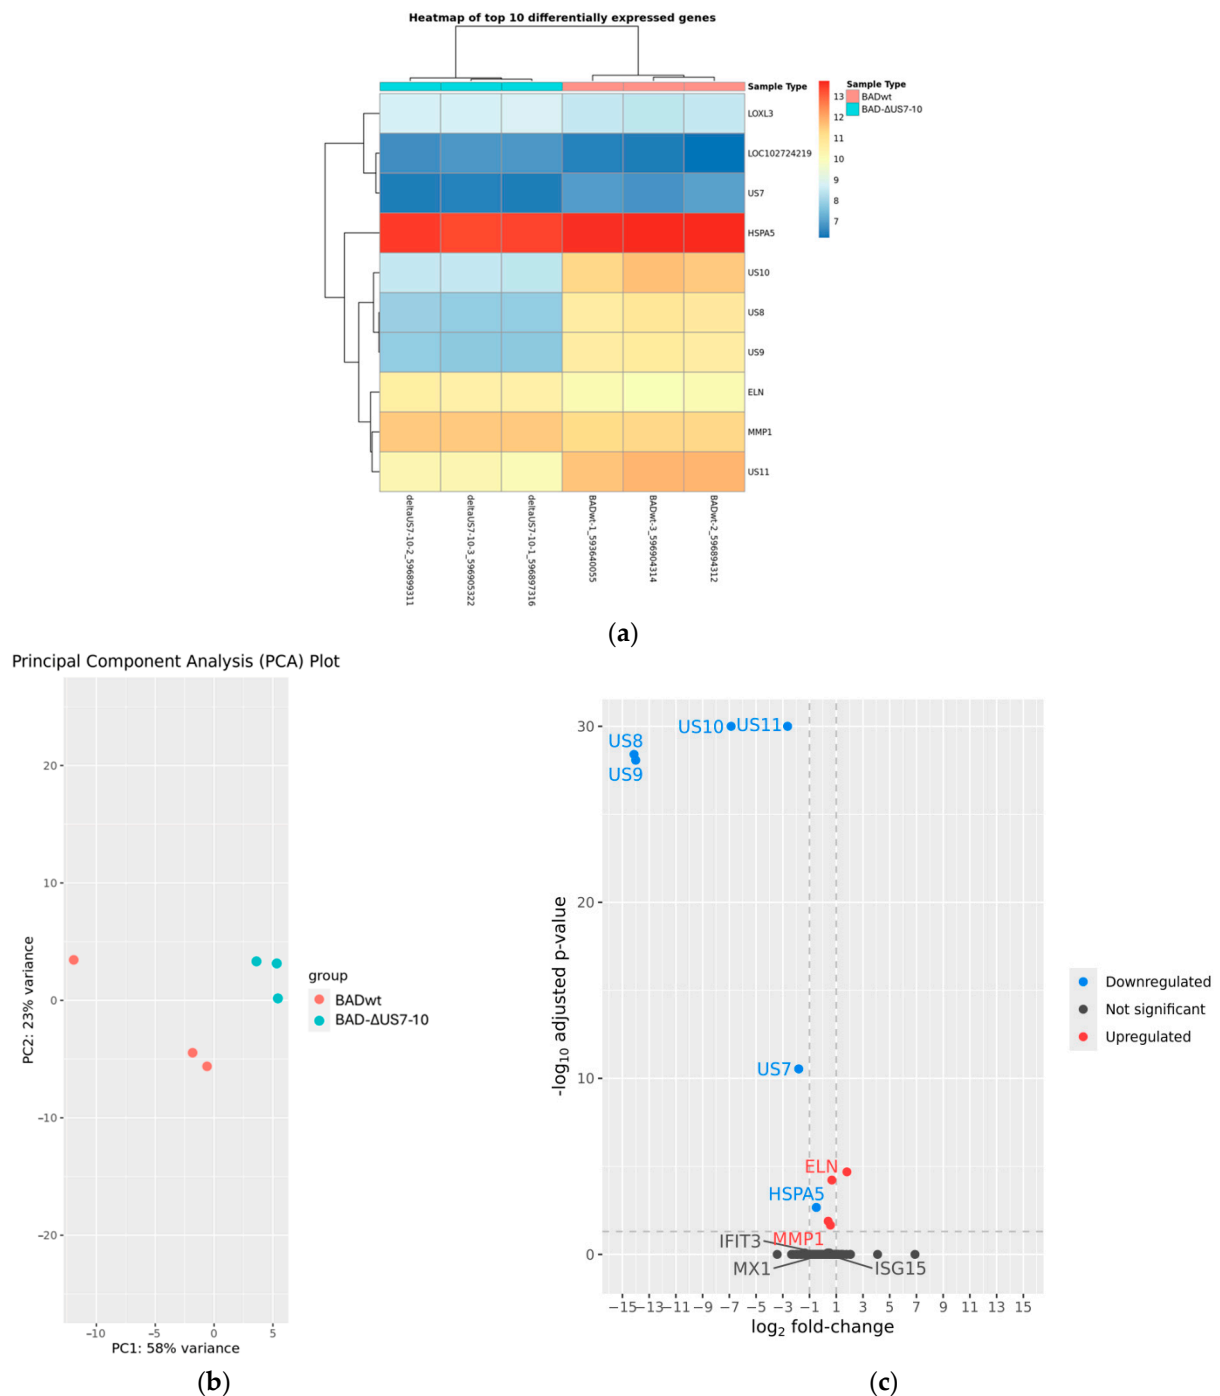 Heatmap of top 10 differentially expressed genes
Sample Type
Sample Type
BADwt
BAD-ΔUS7-10
13
12
11
10
9
8
7
LOXL3
LOC102724219
US7
HSPA5
US10
US8
US9
ELN
MMP1
US11
deltaUS7-10-2_596899311
deltaUS7-10-3_596905322
deltaUS7-10-1_596897316
BADwt-1_593640055
BADwt-3_596904314
BADwt-2_596894312
(a)
Principal Component Analysis (PCA) Plot
PC2: 23% variance
20
10
0
−10
−20
−10
−5
0
5
PC1: 58% variance
group
BADwt
BAD-ΔUS7-10
(b)
-log10 adjusted p-value
30
20
10
0
US10
US11
US8
US9
US7
ELN
HSPA5
MMP1
IFIT3
MX1
ISG15
−15 −13 −11 −9 −7 −5 −3 −1 1 3 5 7 9 11 13 15
log2 fold-change
Downregulated
Not significant
Upregulated
(c)